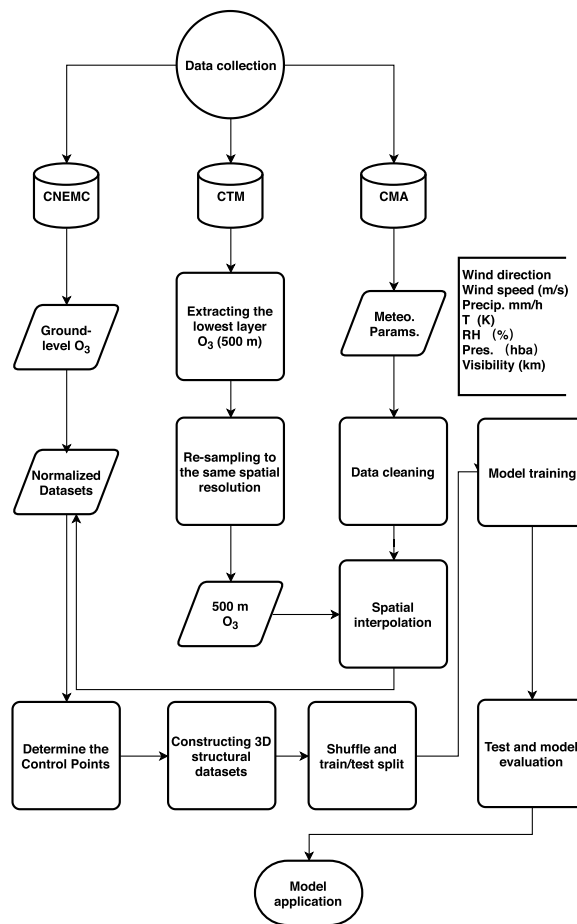 Data collection
CNEMC
CTM
CMA
Ground-
level O3
Extracting the
lowest layer
O3 (500 m)
Meteo.
Params.
Wind direction
Wind speed (m/s)
Precip. mm/h
T (K)
RH (%)
Pres. (hba)
Visibility (km)
Normalized
Datasets
Re-sampling to
the same spatial
resolution
Data cleaning
Model training
500 m
O3
Spatial
interpolation
Determine the
Control Points
Constructing 3D
structural
datasets
Shuffle and
train/test split
Test and model
evaluation
Model
application